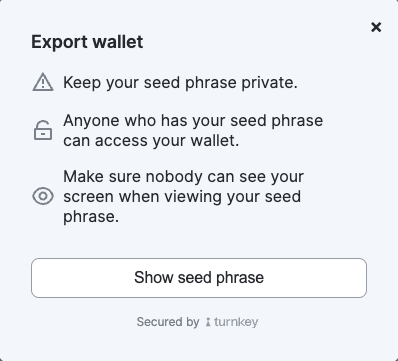 Export wallet
Keep your seed phrase private.
Anyone who has your seed phrase
can access your wallet.
Make sure nobody can see your
screen when viewing your seed
phrase.
Show seed phrase
Secured by turnkey